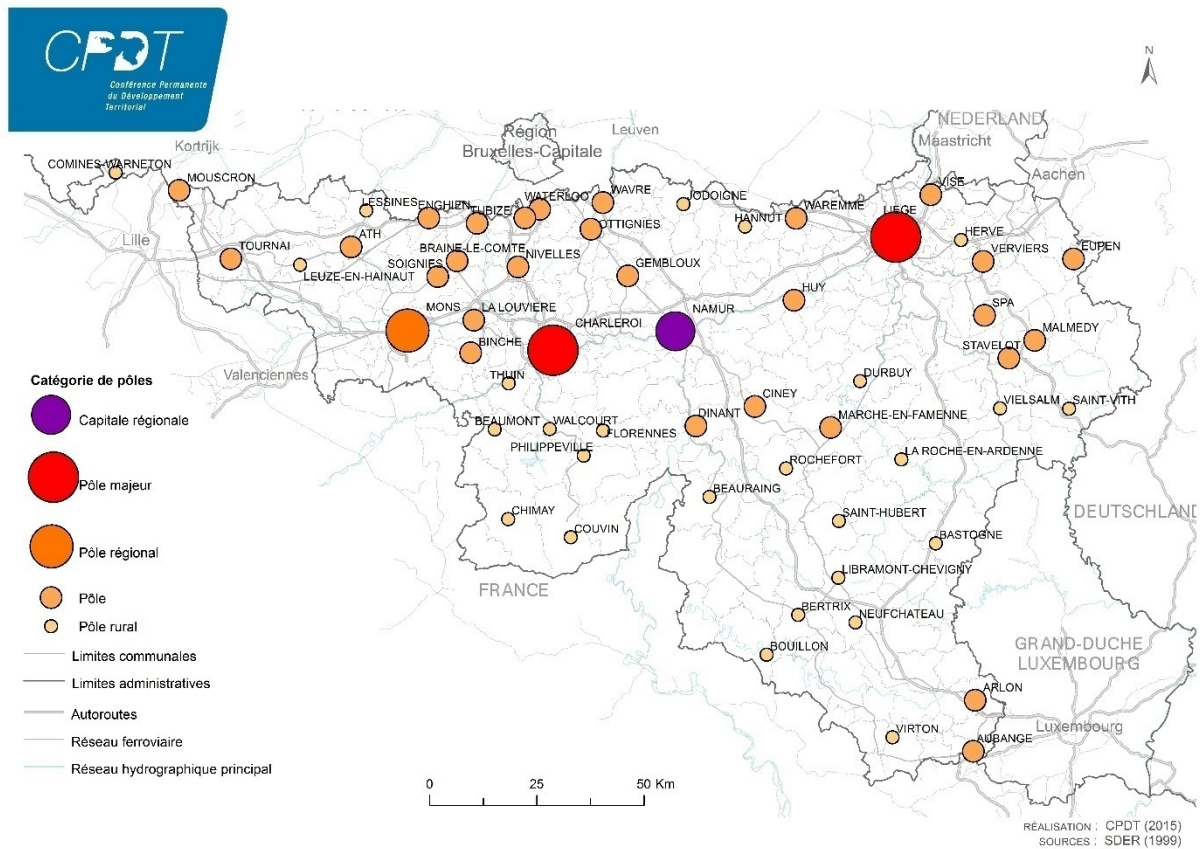 CPDT
Conférence Permanente
du Développement
Territorial
N
NEDERLAND
Région
Bruxelles-Capitale
Leuven
Maastricht
Kortrijk
Aachen
COMINES-WARNETON
MOUSCRON
LESSINES
ENGHIEN
TUBIZE
WATERLOO
WAVRE
JODOIGNE
HANNUT
WAREMME
VISE
LIEGE
HERVE
VERVIERS
EUPEN
Lille
TOURNAI
ATH
LEUZE-EN-HAINAUT
BRAINE-LE-COMTE
SOIGNIES
NIVELLES
OTTIGNIES
GEMBLOUX
HUY
SPA
MALMEDY
STAVELOT
MONS
LA LOUVIERE
CHARLEROI
NAMUR
BINCHE
Valenciennes
THUIN
DURBUY
VIELSALM
SAINT-VITH
CINEY
DINANT
MARCHE-EN-FAMENNE
BEAUMONT
WALCOURT
FLORENNES
PHILIPPEVILLE
ROCHEFORT
LA ROCHE-EN-ARDENNE
BEAURAING
CHIMAY
COUVIN
SAINT-HUBERT
BASTOGNE
DEUTSCHLAND
FRANCE
LIBRAMONT-CHEVIGNY
BERTRIX
NEUFCHATEAU
BOUILLON
GRAND-DUCHE
LUXEMBOURG
ARLON
VIRTON
AUBANGE
Luxembourg
Catégorie de pôles
Capitale régionale
Pôle majeur
Pôle régional
Pôle
Pôle rural
Limites communales
Limites administratives
Autoroutes
Réseau ferroviaire
Réseau hydrographique principal
0 25 50 Km
RÉALISATION : CPDT (2015)
SOURCES : SDER (1999)